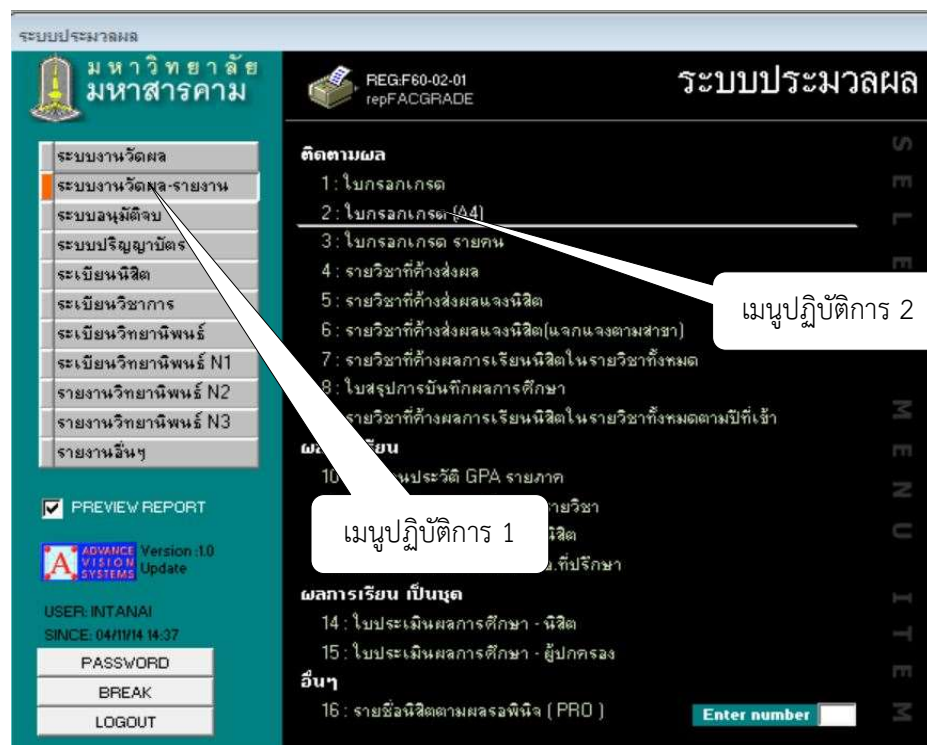 ระบบประมวลผล
มหาวิทยาลัย
มหาสารคาม
REG:F60-02-01
repFACGRADE
ระบบประมวลผล
ระบบงานวัดผล
ระบบงานวัดผล-รายงาน
ระบบอนุมัติจบ
ระบบปริญญาบัตร
ระเบียนนิสิต
ระเบียนวิชาการ
ระเบียนวิทยานิพนธ์
ระเบียนวิทยานิพนธ์ N1
รายงานวิทยานิพนธ์ N2
รายงานวิทยานิพนธ์ N3
รายงานอื่นๆ
PREVIEW REPORT
ADVANCE
VISION
SYSTEMS
Version :1.0
Update
USER: INTANAI
SINCE: 04/11/14 14:37
PASSWORD
BREAK
LOGOUT
ติดตามผล
1 : ใบกรอกเกรด
2 : ใบกรอกเกรด (A4)
3 : ใบกรอกเกรด รายคน
4 : รายวิชาที่ค้างส่งผล
5 : รายวิชาที่ค้างส่งผลแจงนิสิต
6 : รายวิชาที่ค้างส่งผลแจงนิสิต(แจกแจงตามสาขา)
7 : รายวิชาที่ค้างผลการเรียนนิสิตในรายวิชาทั้งหมด
8 : ใบสรุปการบันทึกผลการศึกษา
รายวิชาที่ค้างผลการเรียนนิสิตในรายวิชาทั้งหมดตามปีที่เข้า
10 ประวัติ GPA รายภาค
รายวิชา
นิสิต
ที่ปรึกษา
ผลการเรียน เป็นชุด
14 : ใบประเมินผลการศึกษา - นิสิต
15 : ใบประเมินผลการศึกษา - ผู้ปกครอง
อื่นๆ
16 : รายชื่อนิสิตตามผลรอพินิจ ( PRO )
Enter number
SELE MENU ITEM
เมนูปฏิบัติการ 1
เมนูปฏิบัติการ 2